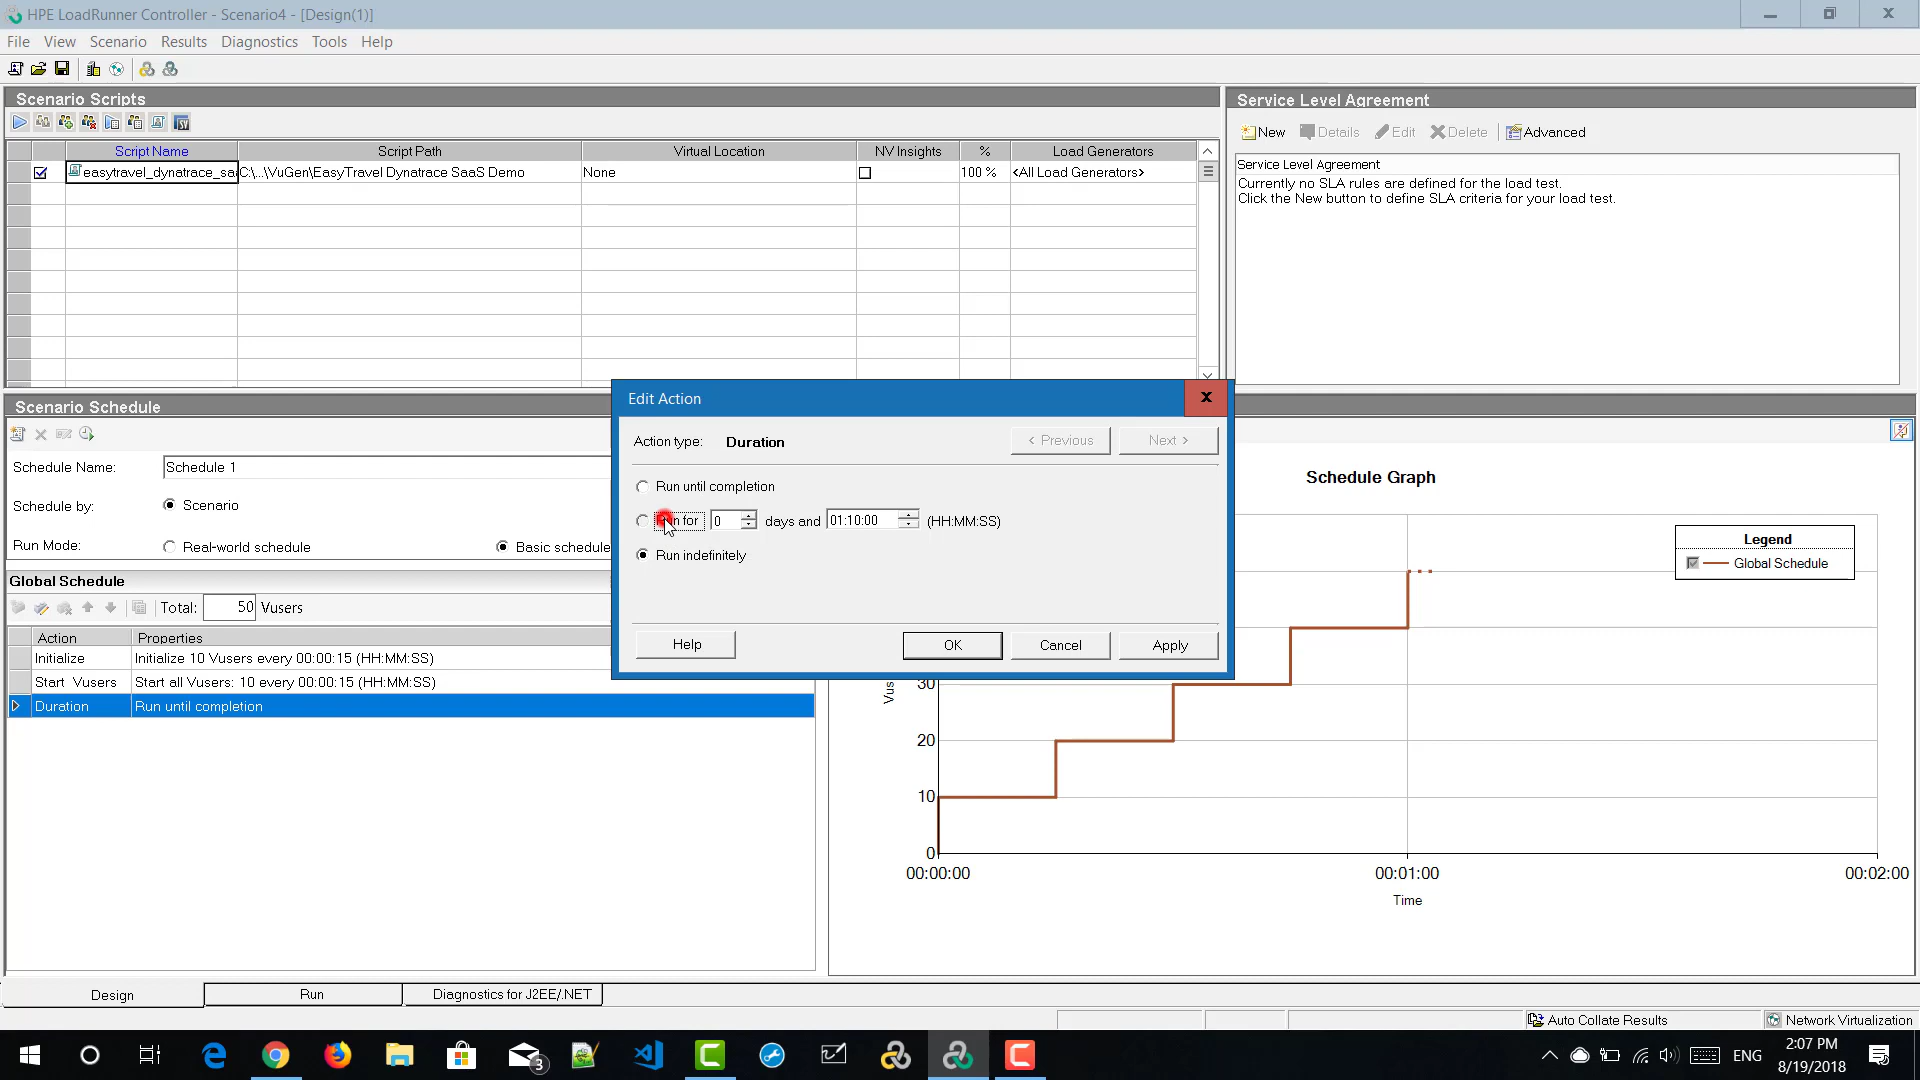 HPE LoadRunner Controller - Scenario4 - [Design(1)]
File View Scenario Results Diagnostics Tools Help
Scenario Scripts
Script Name Script Path Virtual Location NV Insights % Load Generators
easytravel_dynatrace_sa C:\...\VuGen\EasyTravel Dynatrace SaaS Demo None 100 % <All Load Generators>
Service Level Agreement
New Details Edit Delete Advanced
Service Level Agreement
Currently no SLA rules are defined for the load test.
Click the New button to define SLA criteria for your load test.
Scenario Schedule
Schedule Name: Schedule 1
Schedule by: Scenario
Run Mode: Real-world schedule Basic schedule
Global Schedule
Total: 50 Vusers
Action Properties
Initialize Initialize 10 Vusers every 00:00:15 (HH:MM:SS)
Start Vusers Start all Vusers: 10 every 00:00:15 (HH:MM:SS)
Duration Run until completion
Edit Action
Action type: Duration
< Previous Next >
Run until completion
for 0 days and 01:10:00 (HH:MM:SS)
Run indefinitely
Help OK Cancel Apply
Schedule Graph
Legend
Global Schedule
Vus
30
20
10
0
00:00:00 00:01:00 00:02:00
Time
Design Run Diagnostics for J2EE/.NET
Auto Collate Results Network Virtualization
3
ENG
2:07 PM
8/19/2018